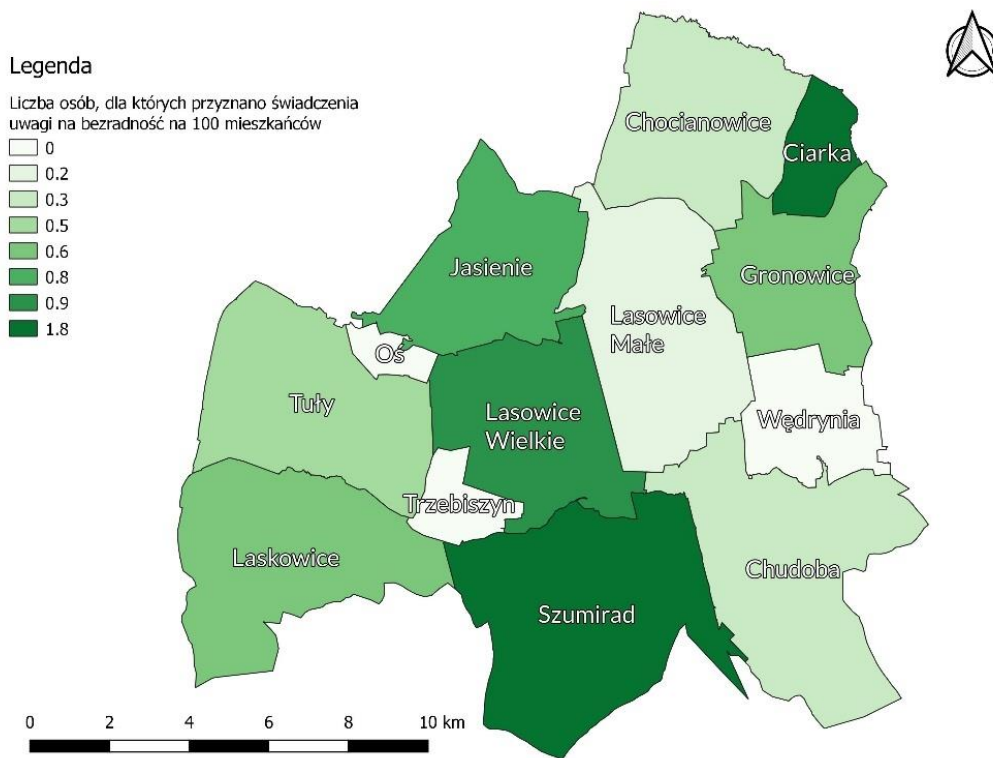 Legenda
Liczba osób, dla których przyznano świadczenia
uwagi na bezradność na 100 mieszkańców
0
0.2
0.3
0.5
0.6
0.8
0.9
1.8
Chocianowice
Ciarka
Jasienie
Gronowice
Lasowice
Małe
Oś
Tuły
Lasowice
Wielkie
Wędrynia
Trzebiszyn
Laskowice
Chudoba
Szumirad
0 2 4 6 8 10 km